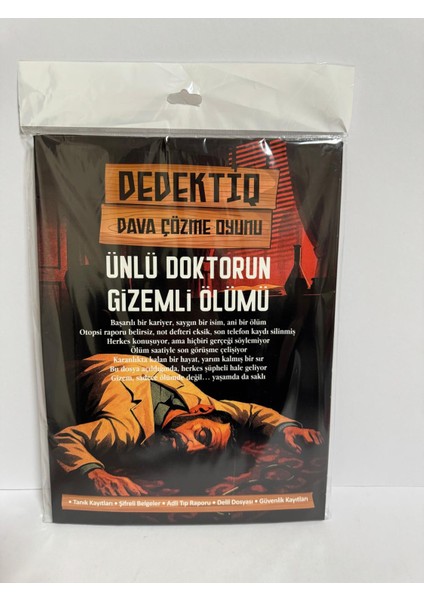 DEDEKTİQ
DAVA ÇÖZME OYUNU
ÜNLÜ DOKTORUN
GİZEMLİ ÖLÜMÜ
Başarılı bir kariyer, saygın bir isim, ani bir ölüm
Otopsi raporu belirsiz, not defteri eksik, son telefon kaydı silinmiş
Herkes konuşuyor, ama hiçbiri gerçeği söylemiyor
Ölüm saatiyle son görüşme çelişiyor
Karanlıkta kalan bir hayat, yarım kalmış bir sır
Bu dosya açıldığında, herkes şüpheli hale geliyor
Gizem, sadece ölümde değil… yaşamda da saklı
• Tanık Kayıtları • Şifreli Belgeler • Adli Tıp Raporu • Delil Dosyası • Güvenlik Kayıtları